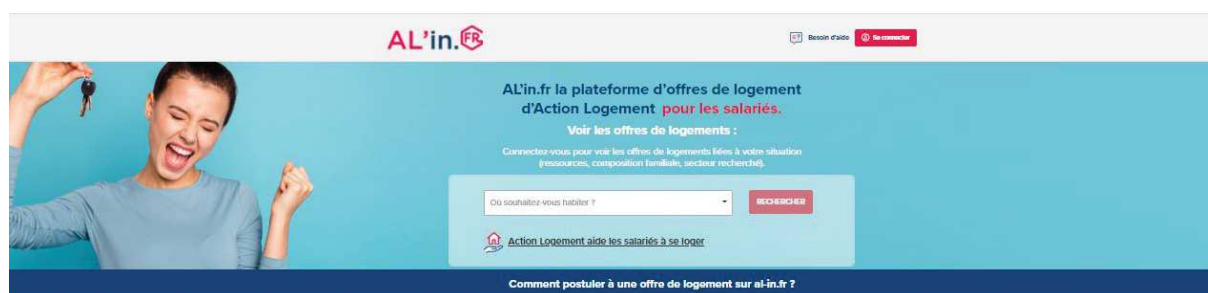 AL'in.FR
Besoin d'aide
Se connecter
AL'in.fr la plateforme d'offres de logement
d'Action Logement pour les salariés.
Voir les offres de logements :
Connectez-vous pour voir les offres de logements liées à votre situation
(ressources, composition familiale, secteur recherché).
Où souhaitez-vous habiter ?
RECHERCHER
Action Logement aide les salariés à se loger
Comment postuler à une offre de logement sur al-in.fr ?